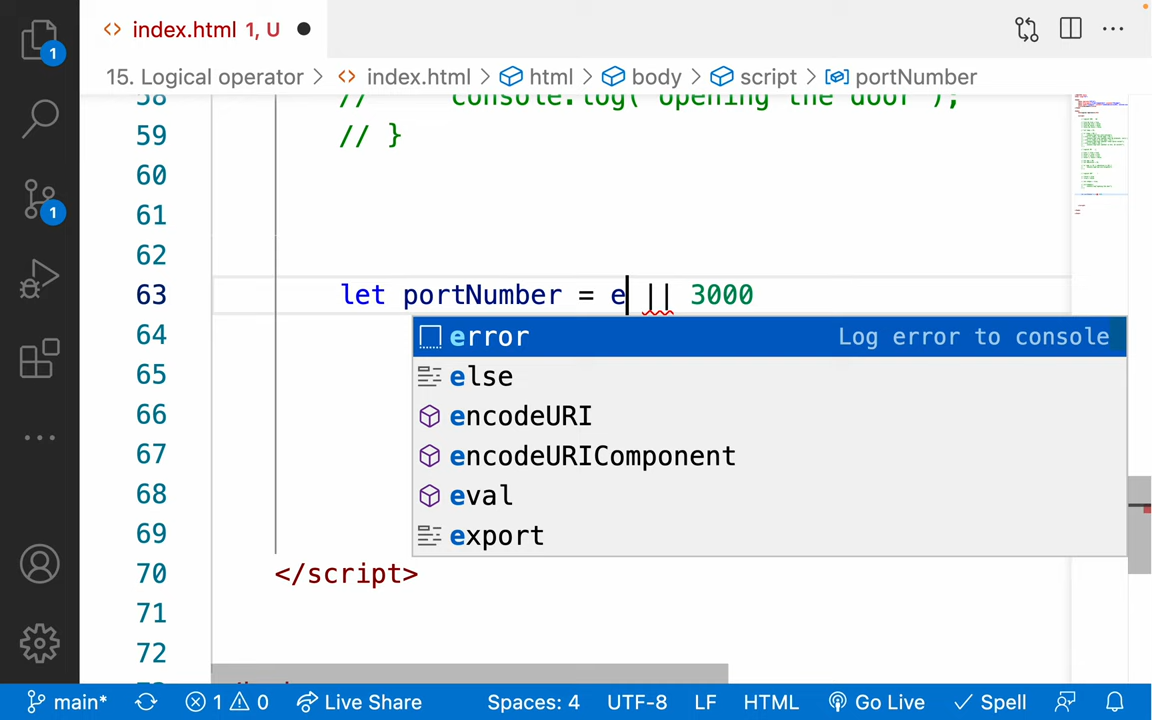 index.html 1, U
15. Logical operator > index.html > html > body > script > portNumber
58 // console.log("opening the door");
59 // }
60
61
62
63 let portNumber = e || 3000
64
65
66
67
68
69
70 </script>
71
72
error Log error to console
else
encodeURI
encodeURIComponent
eval
export
1
1
main* 1 0 Live Share Spaces: 4 UTF-8 LF HTML Go Live Spell